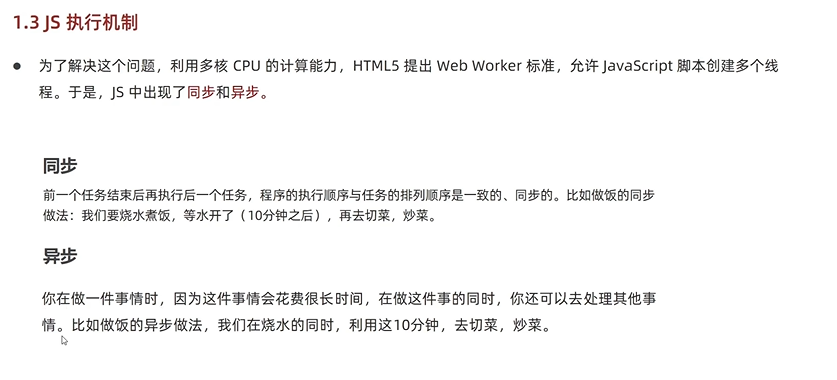 1.3 JS 执行机制
为了解决这个问题，利用多核 CPU 的计算能力，HTML5 提出 Web Worker 标准，允许 JavaScript 脚本创建多个线
程。于是，JS 中出现了同步和异步。
同步
前一个任务结束后再执行后一个任务，程序的执行顺序与任务的排列顺序是一致的、同步的。比如做饭的同步
做法：我们要烧水煮饭，等水开了（10分钟之后），再去切菜，炒菜。
异步
你在做一件事情时，因为这件事情会花费很长时间，在做这件事的同时，你还可以去处理其他事
情。比如做饭的异步做法，我们在烧水的同时，利用这10分钟，去切菜，炒菜。